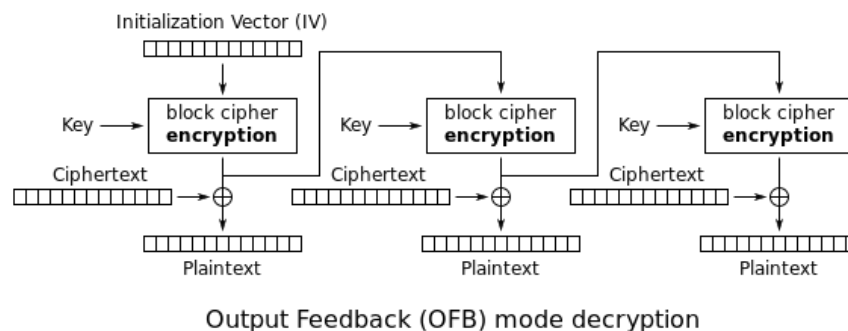 Initialization Vector (IV)
block cipher
encryption
block cipher
encryption
block cipher
encryption
Key
Key
Key
Ciphertext
Ciphertext
Ciphertext
Plaintext
Plaintext
Plaintext
Output Feedback (OFB) mode decryption